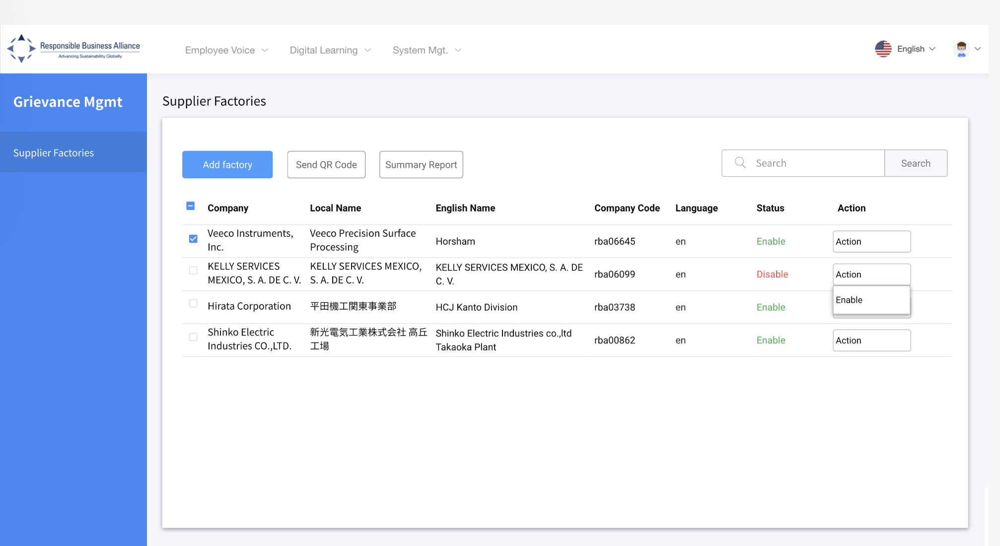 Responsible Business Alliance
Advancing Sustainability Globally
Employee Voice
Digital Learning
System Mgt.
English
Grievance Mgmt
Supplier Factories
Supplier Factories
Add factory
Send QR Code
Summary Report
Search
Search
Company
Local Name
English Name
Company Code
Language
Status
Action
Veeco Instruments,
Inc.
Veeco Precision Surface
Processing
Horsham
rba06645
en
Enable
Action
KELLY SERVICES
MEXICO, S. A. DE C. V.
KELLY SERVICES MEXICO,
S. A. DE C. V.
KELLY SERVICES MEXICO, S. A. DE
C. V.
rba06099
en
Disable
Action
Enable
Hirata Corporation
平田機工関東事業部
HCJ Kanto Division
rba03738
en
Enable
Shinko Electric
Industries CO.,LTD.
新光電気工業株式会社 高丘
工場
Shinko Electric Industries co.,ltd
Takaoka Plant
rba00862
en
Enable
Action